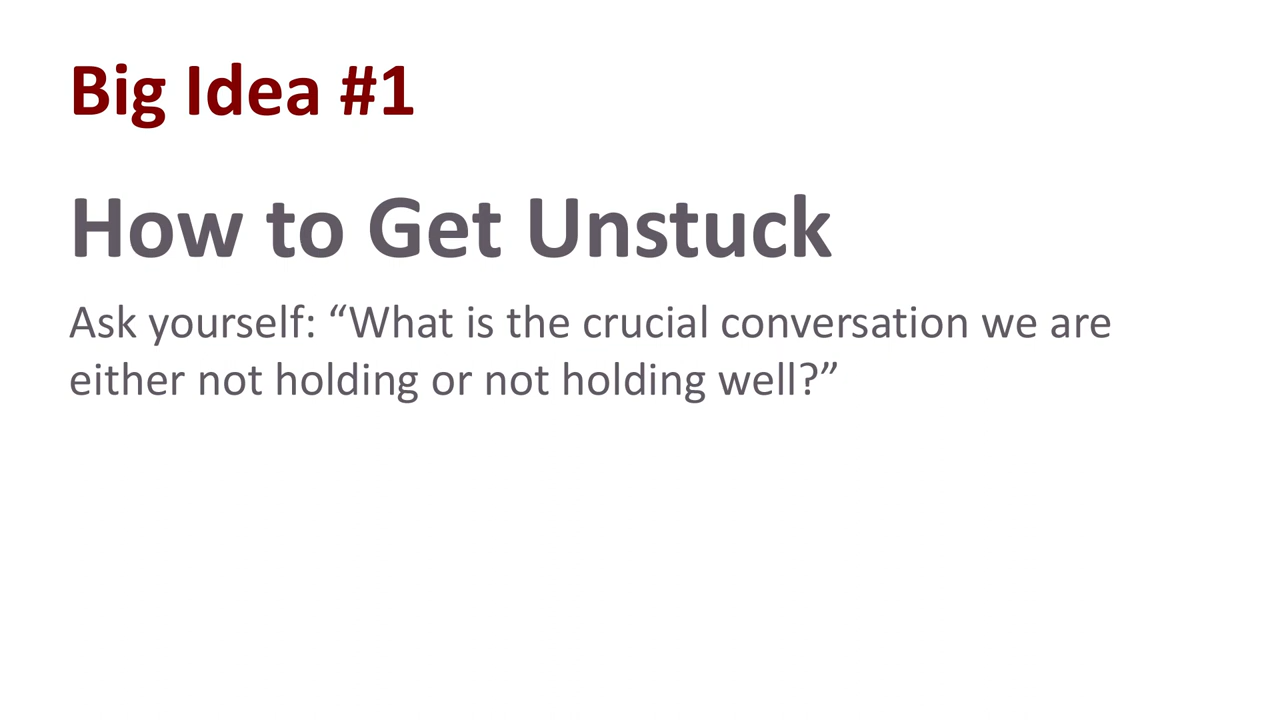 Big Idea #1
How to Get Unstuck
Ask yourself: “What is the crucial conversation we are
either not holding or not holding well?”